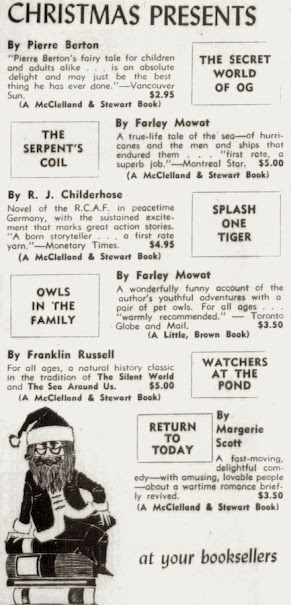 CHRISTMAS PRESENTS
By Pierre Berton
"Pierre Berton's fairy tale for children
and adults alike . . . is an absolute
delight and may just be the best
thing he has ever done."—Vancouver
Sun. $2.95
(A McClelland & Stewart Book)
THE SECRET
WORLD
OF OG
THE
SERPENT'S
COIL
By Farley Mowat
A true-life tale of the sea—of hurri-
canes and the men and ships that
endured them . . . "first rate, a
superb job."—Montreal Star. $5.00
(A McClelland & Stewart Book)
By R. J. Childerhose
Novel of the R.C.A.F. in peacetime
Germany, with the sustained excite-
ment that marks great action stories.
"A born storyteller . . . a first rate
yarn."—Monetary Times. $4.95
(A McClelland & Stewart Book)
SPLASH
ONE
TIGER
OWLS
IN THE
FAMILY
By Farley Mowat
A wonderfully funny account of the
author's youthful adventures with a
pair of pet owls. For all ages . . .
"warmly recommended." — Toronto
Globe and Mail. $3.50
(A Little, Brown Book)
By Franklin Russell
For all ages, a natural history classic
in the tradition of The Silent World
and The Sea Around Us. $5.00
(A McClelland & Stewart Book)
WATCHERS
AT THE
POND
RETURN
TO
TODAY
By
Margerie
Scott
A fast-moving,
delightful com-
edy—with amusing, lovable people
—about a wartime romance brief-
ly revived. $3.50
(A McClelland & Stewart Book)
at your booksellers